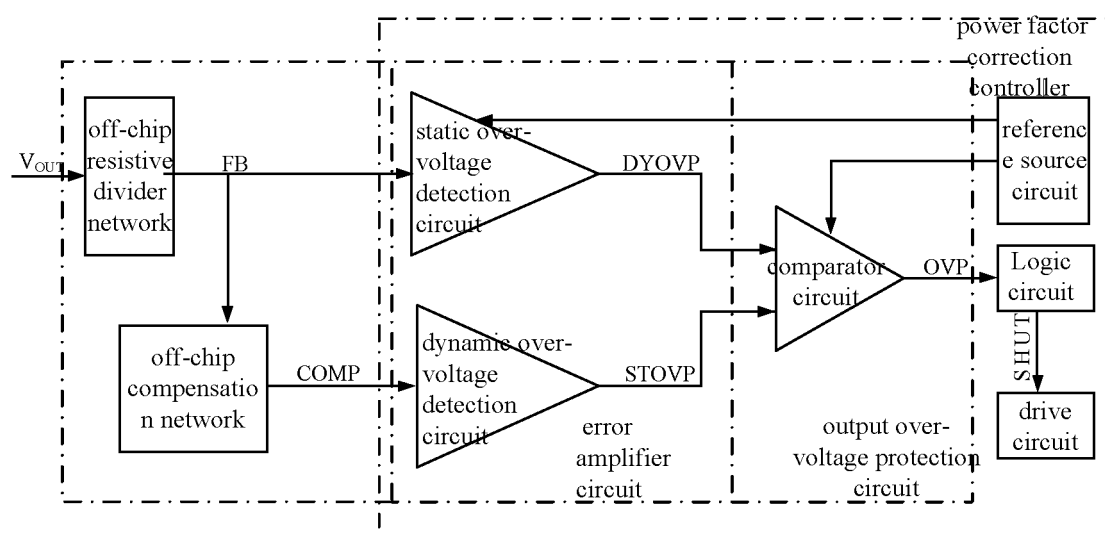 power factor
correction
controller
V OUT
off-chip
resistive
divider
network
FB
static over-
voltage
detection
circuit
DYOVP
referenc
e source
circuit
comparator
circuit
OVP
Logic
circuit
SHUT
drive
circuit
off-chip
compensatio
n network
COMP
dynamic over-
voltage
detection
circuit
STOVP
error
amplifier
circuit
output over-
voltage protection
circuit